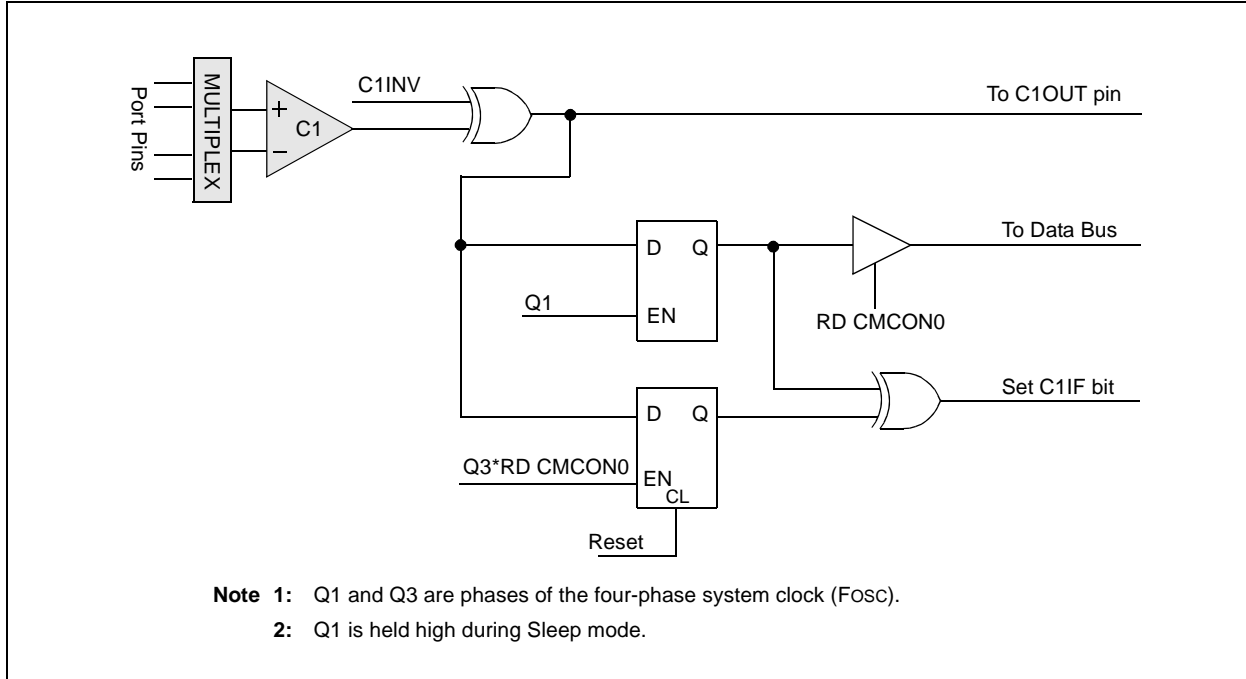 Port Pins
MULTIPLEX
+
−
C1
C1INV
To C1OUT pin
D Q
Q1
EN
To Data Bus
RD CMCON0
D Q
Q3*RD CMCON0
EN
CL
Reset
Set C1IF bit
Note 1: Q1 and Q3 are phases of the four-phase system clock (FOSC).
2: Q1 is held high during Sleep mode.